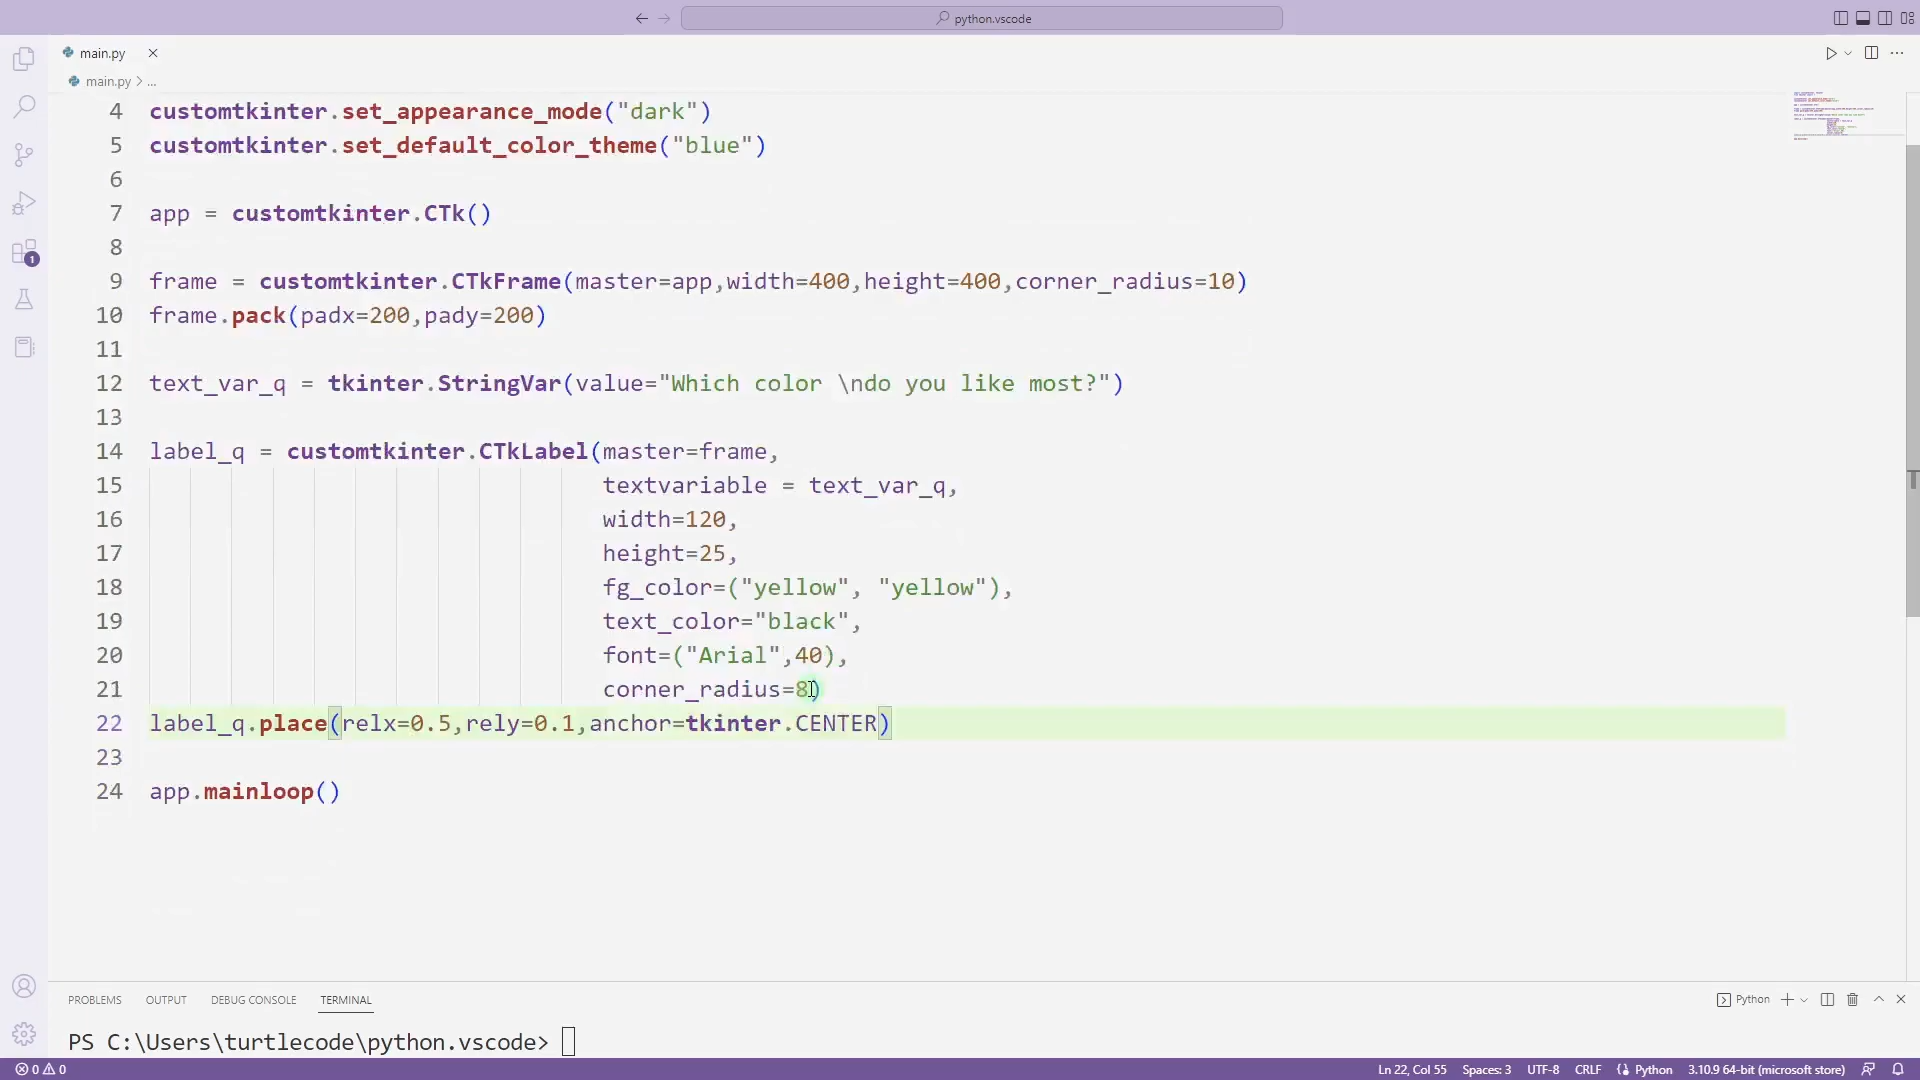 python.vscode
main.py
main.py > ...
4 customtkinter.set_appearance_mode("dark")
5 customtkinter.set_default_color_theme("blue")
6
7 app = customtkinter.CTk()
8
9 frame = customtkinter.CTkFrame(master=app,width=400,height=400,corner_radius=10)
10 frame.pack(padx=200,pady=200)
11
12 text_var_q = tkinter.StringVar(value="Which color \ndo you like most?")
13
14 label_q = customtkinter.CTkLabel(master=frame,
15 textvariable = text_var_q,
16 width=120,
17 height=25,
18 fg_color=("yellow", "yellow"),
19 text_color="black",
20 font=("Arial",40),
21 corner_radius=8)
22 label_q.place(relx=0.5,rely=0.1,anchor=tkinter.CENTER)
23
24 app.mainloop()
1
PROBLEMS OUTPUT DEBUG CONSOLE TERMINAL Python
PS C:\Users\turtlecode\python.vscode>
0 0 Ln 22, Col 55 Spaces: 3 UTF-8 CRLF {} Python 3.10.9 64-bit (microsoft store)